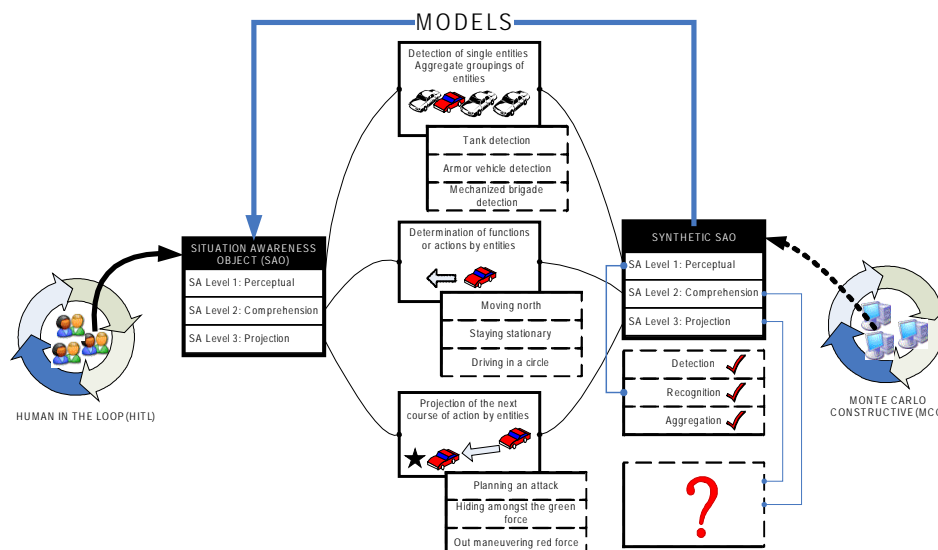 MODELS
Detection of single entities
Aggregate groupings of
entities
Tank detection
Armor vehicle detection
Mechanized brigade
detection
SITUATION AWARENESS
OBJECT (SAO)
SA Level 1: Perceptual
SA Level 2: Comprehension
SA Level 3: Projection
HUMAN IN THE LOOP(HITL)
Determination of functions
or actions by entities
Moving north
Staying stationary
Driving in a circle
Projection of the next
course of action by entities
Planning an attack
Hiding amongst the green
force
Out maneuvering red force
SYNTHETIC SAO
SA Level 1: Perceptual
SA Level 2: Comprehension
SA Level 3: Projection
Detection
Recognition
Aggregation
?
MONTE CARLO
CONSTRUCTIVE(MCC